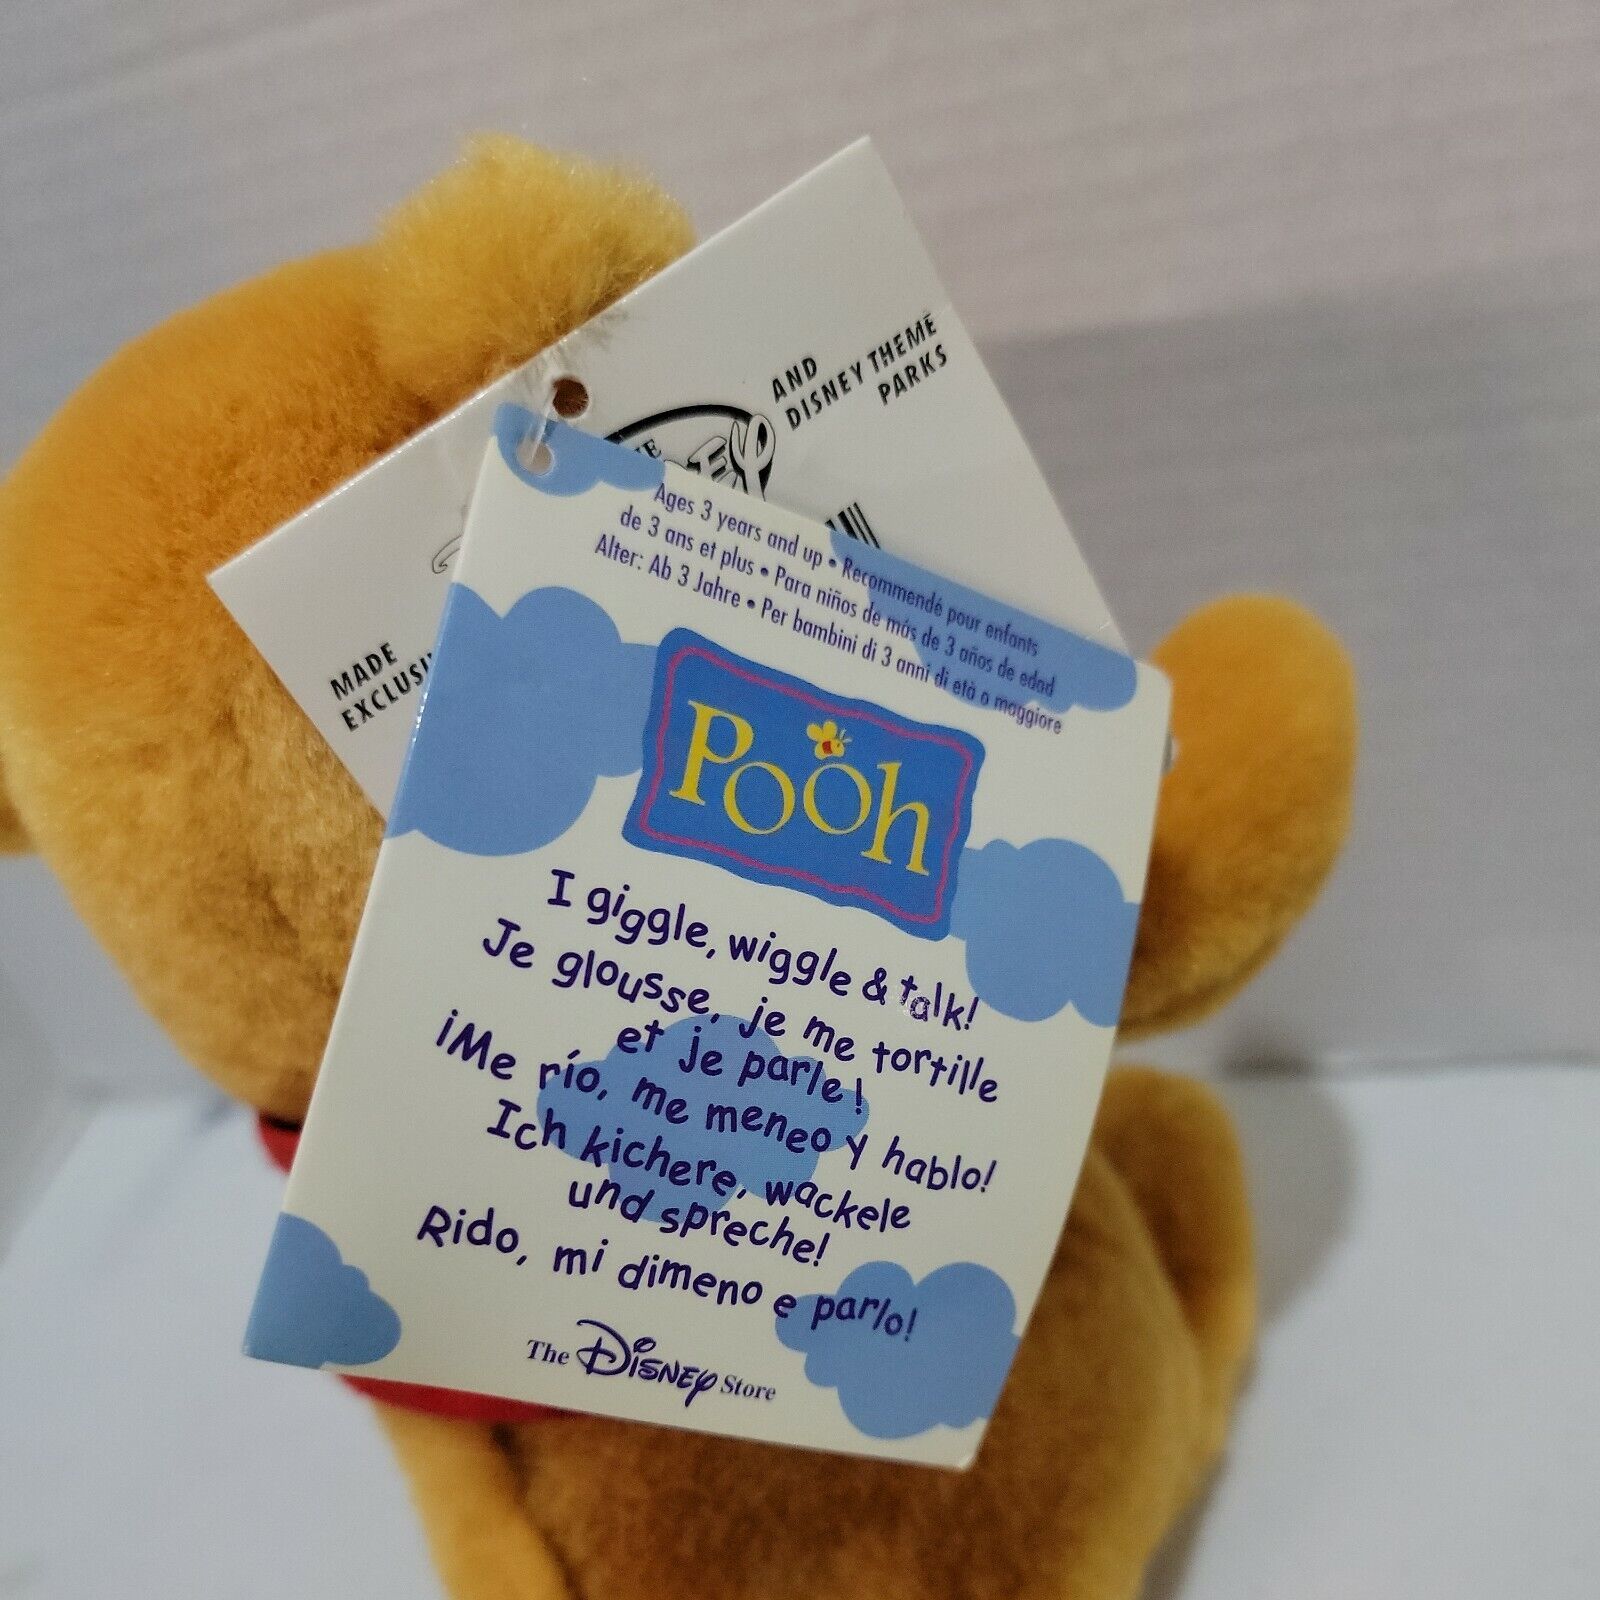 AND
DISNEY THEME
PARKS
MADE
Ages 3 years and up • Recommendé pour enfants
de 3 ans et plus • Para niños de más de 3 años de edad
Alter: Ab 3 Jahre • Per bambini di 3 anni di età o maggiore
Pooh
I giggle, wiggle & talk!
Je glousse, je me tortille
et je parle!
¡Me río, me meneo y hablo!
Ich kichere, wackele
und spreche!
Rido, mi dimeno e parlo!
The Disney Store